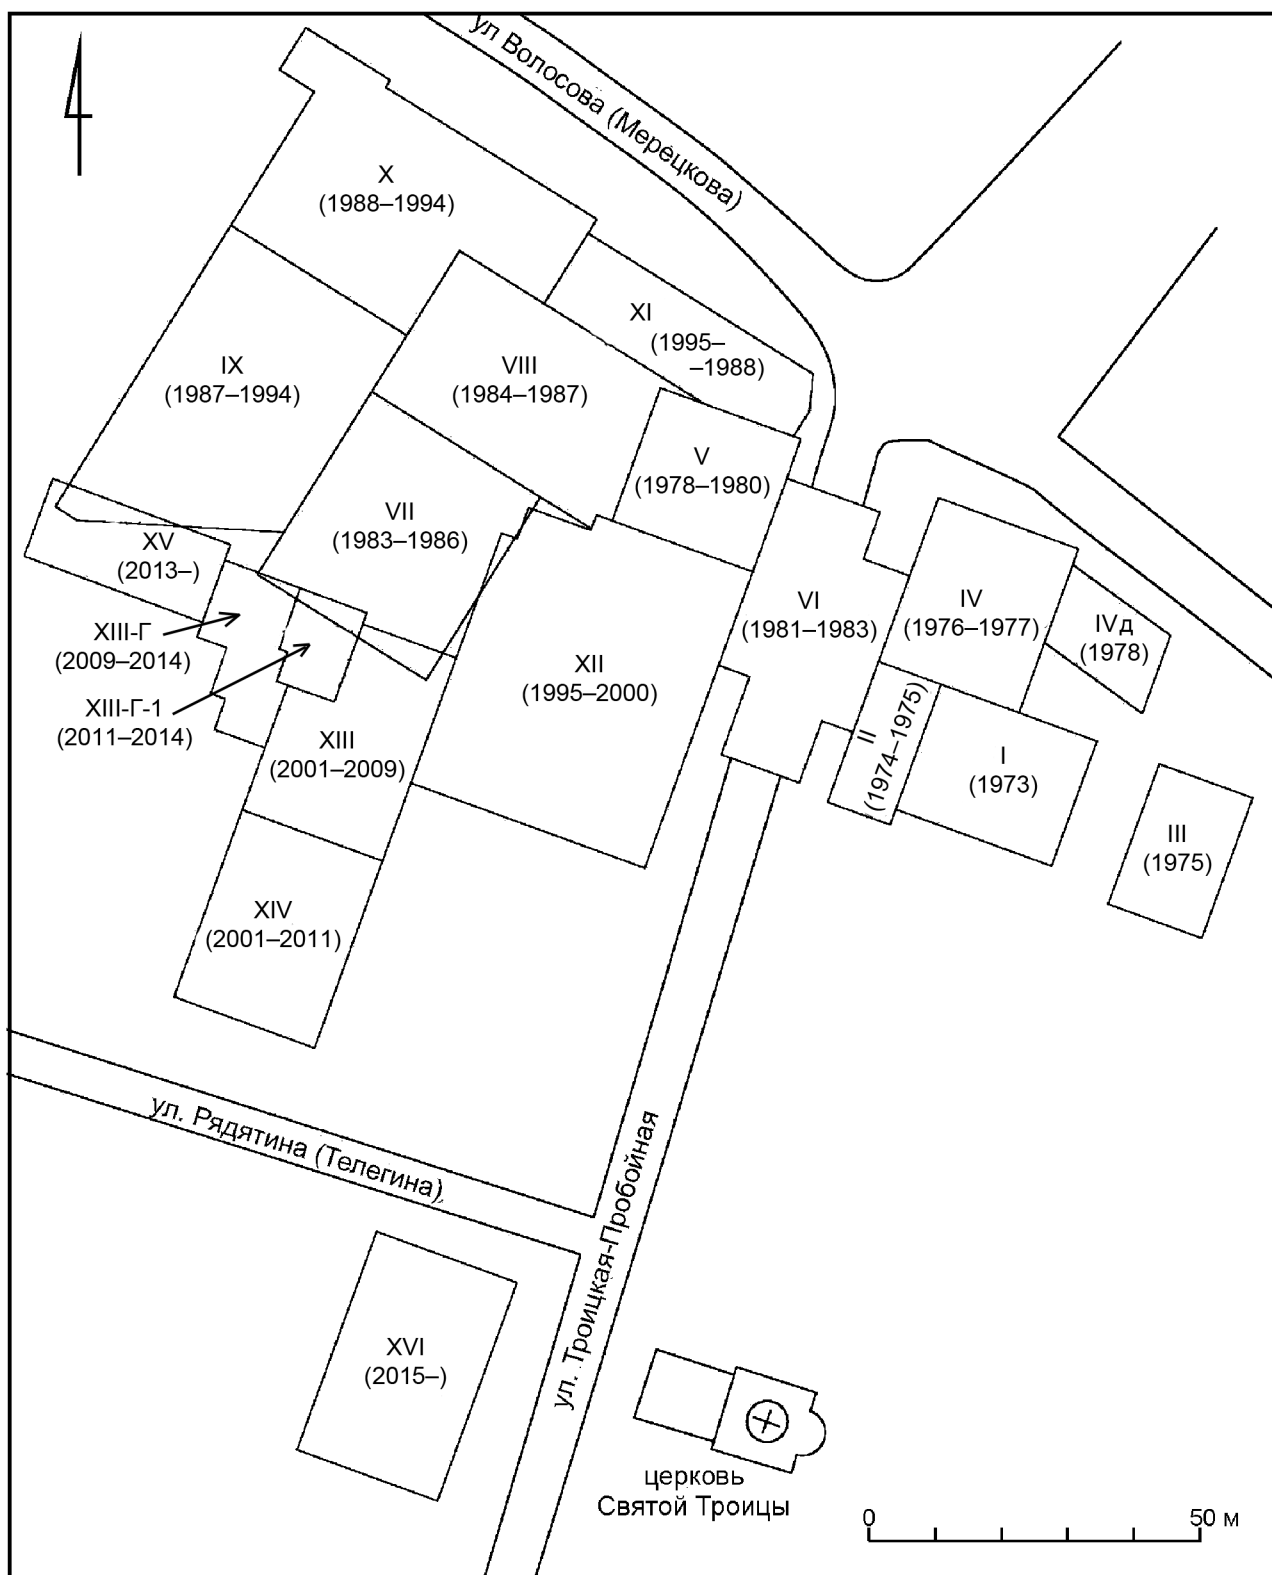 ул Волосова (Мерецкова)
X
(1988–1994)
XI
(1995–
–1988)
IX
(1987–1994)
VIII
(1984–1987)
V
(1978–1980)
VII
(1983–1986)
XV
(2013–)
VI
(1981–1983)
IV
(1976–1977)
IVд
(1978)
XIII-Г
(2009–2014)
XII
(1995–2000)
XIII-Г-1
(2011–2014)
XIII
(2001–2009)
II
(1974–1975)
I
(1973)
III
(1975)
XIV
(2001–2011)
ул. Рядятина (Телегина)
ул. Троицкая-Пробойная
XVI
(2015–)
церковь
Святой Троицы
0 50 м